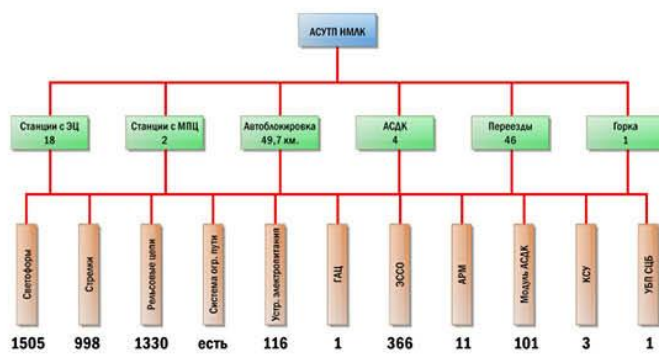 АСУТП НМЛК
Станции с ЭЦ
18
Станции с МПЦ
2
Автоблокировка
49,7 км.
АСДК
4
Переезды
46
Горка
1
Светофоры
Стрелки
Рельсовые цепи
Система огр. пути
Устр. электропитания
ГАЦ
ЭССО
АРМ
Модуль АСДК
КСУ
УБП СЦБ
1505
998
1330
есть
116
1
366
11
101
3
1